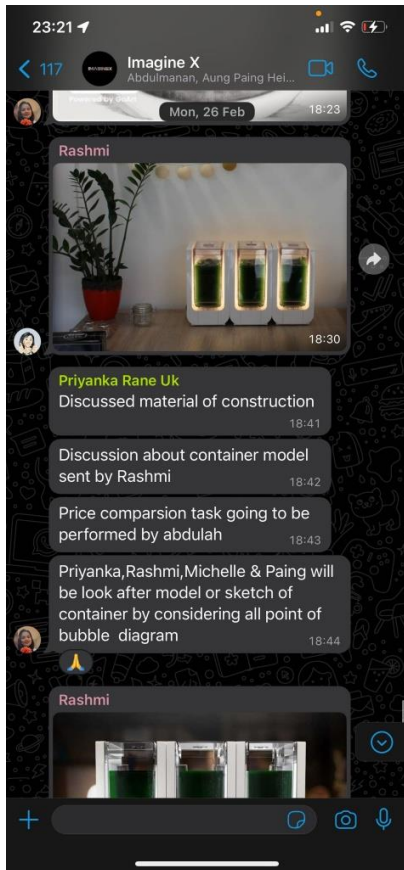 23:21
117
Imagine X
Abdulmanan, Aung Paing Hei...
Mon, 26 Feb
18:23
Rashmi
18:30
Priyanka Rane Uk
Discussed material of construction
18:41
Discussion about container model
sent by Rashmi
18:42
Price comparsion task going to be
performed by abdulah
18:43
Priyanka,Rashmi,Michelle & Paing will
be look after model or sketch of
container by considering all point of
bubble diagram
18:44
Rashmi